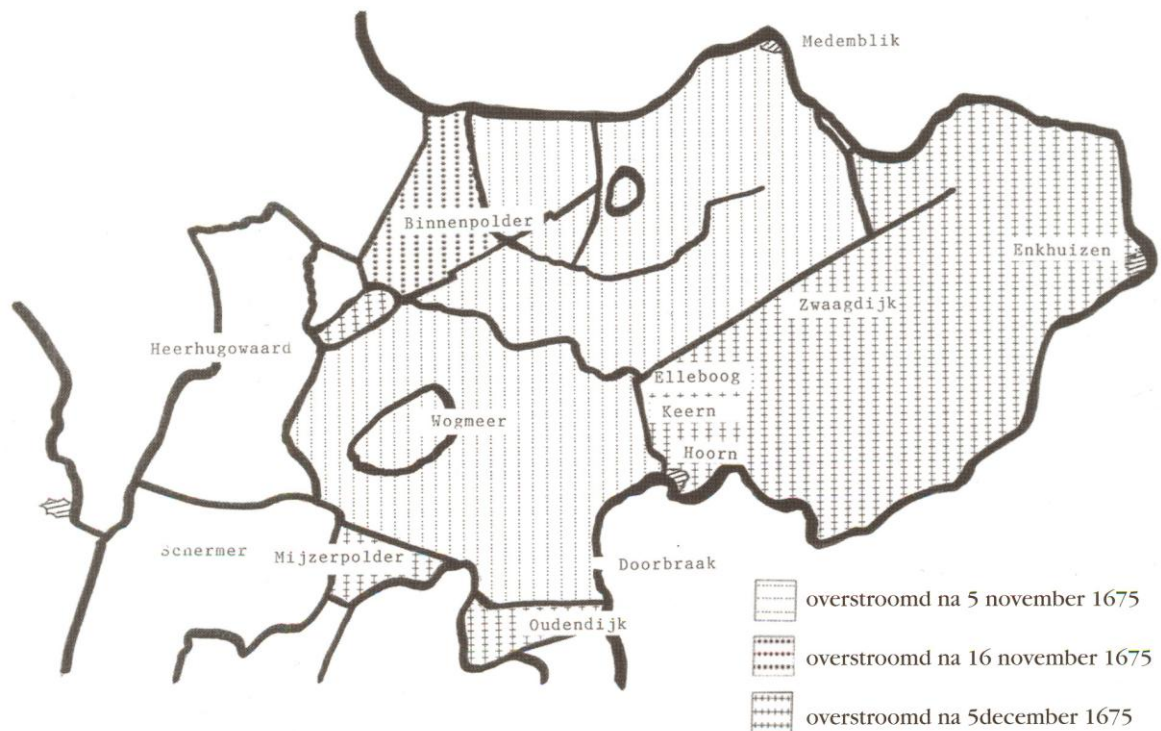 Medemblik
Binnenpolder
Enkhuizen
Zwaagdijk
Heerhugowaard
Elleboog
Keern
Wogmeer
Hoorn
Schermer
Mijzerpolder
Doorbraak
Oudendijk
overstroomd na 5 november 1675
overstroomd na 16 november 1675
overstroomd na 5december 1675